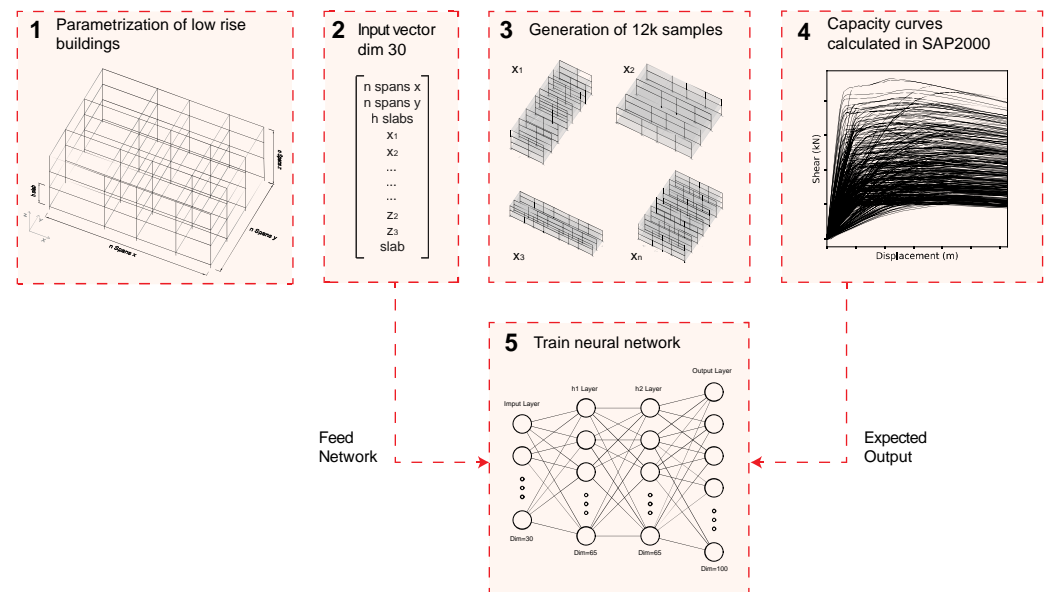 1 Parametrization of low rise
buildings
h slab
n Spans x
n Spans y
2 Input vector
dim 30
n spans x
n spans y
h slabs
x1
x2
...
...
...
z2
z3
slab
3 Generation of 12k samples
x1
x2
x3
xn
4 Capacity curves
calculated in SAP2000
Shear (kN)
Displacement (m)
5 Train neural network
Imput Layer
h1 Layer
h2 Layer
Output Layer
Dim=30
Dim=65
Dim=65
Dim=100
Feed
Network
Expected
Output